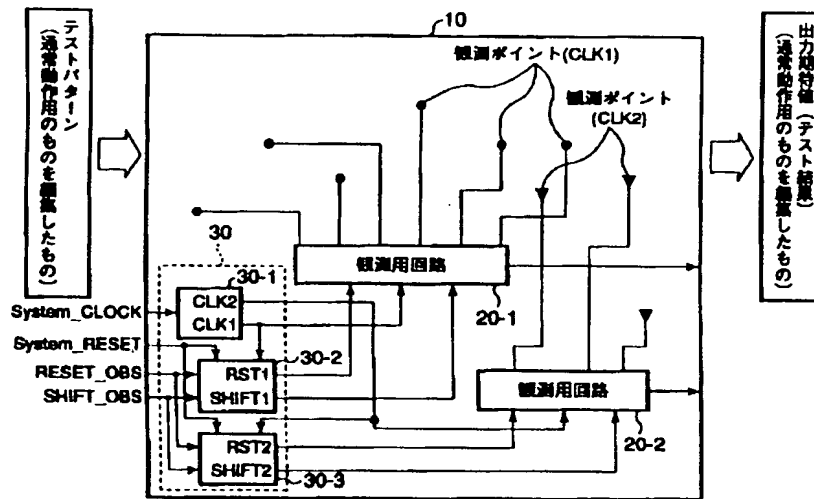 テストパターン
(通常動作用のものを編集したもの)
10
観測ポイント(CLK1)
観測ポイント
(CLK2)
出力期待値 (テスト結果)
(通常動作用のものを編集したもの)
30
30-1
観測用回路
20-1
System_CLOCK
CLK2
CLK1
System_RESET
30-2
RESET_OBS
RST1
SHIFT_OBS
SHIFT1
観測用回路
20-2
RST2
SHIFT2
30-3